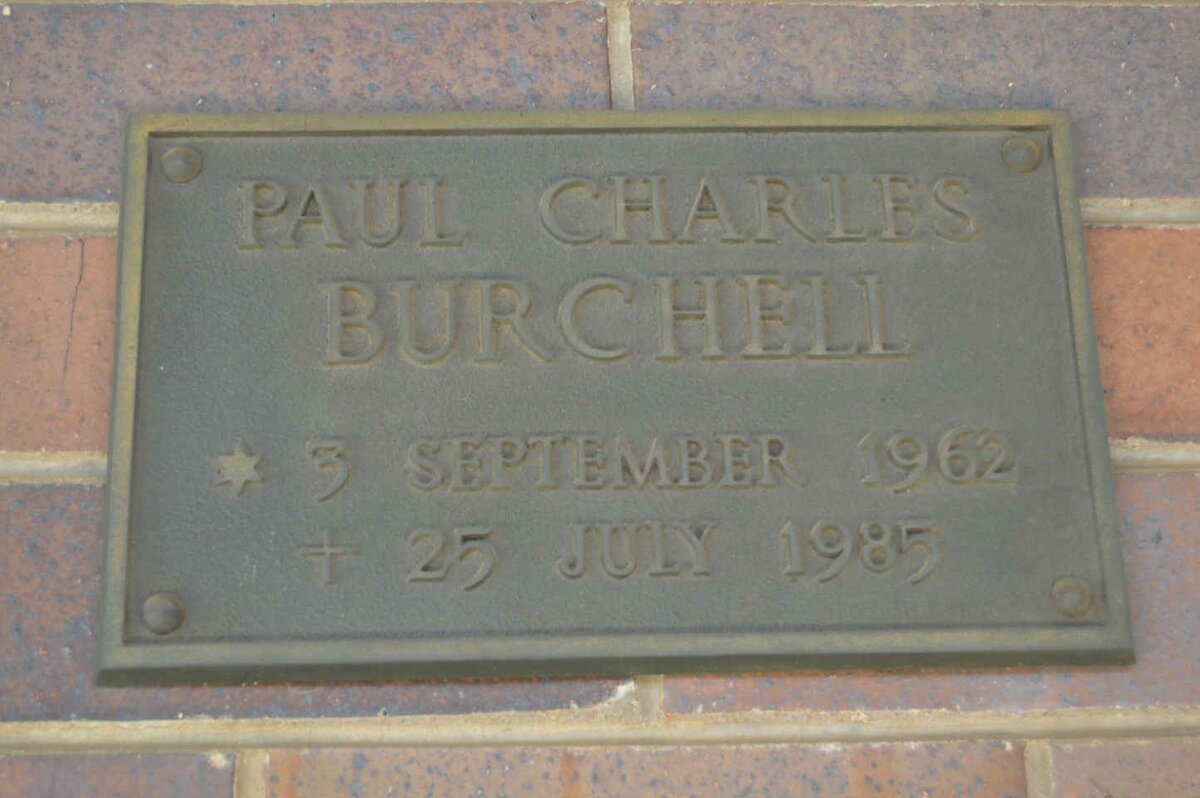 PAUL CHARLES
BURCHELL
✶ 3 SEPTEMBER 1962
+ 25 JULY 1985